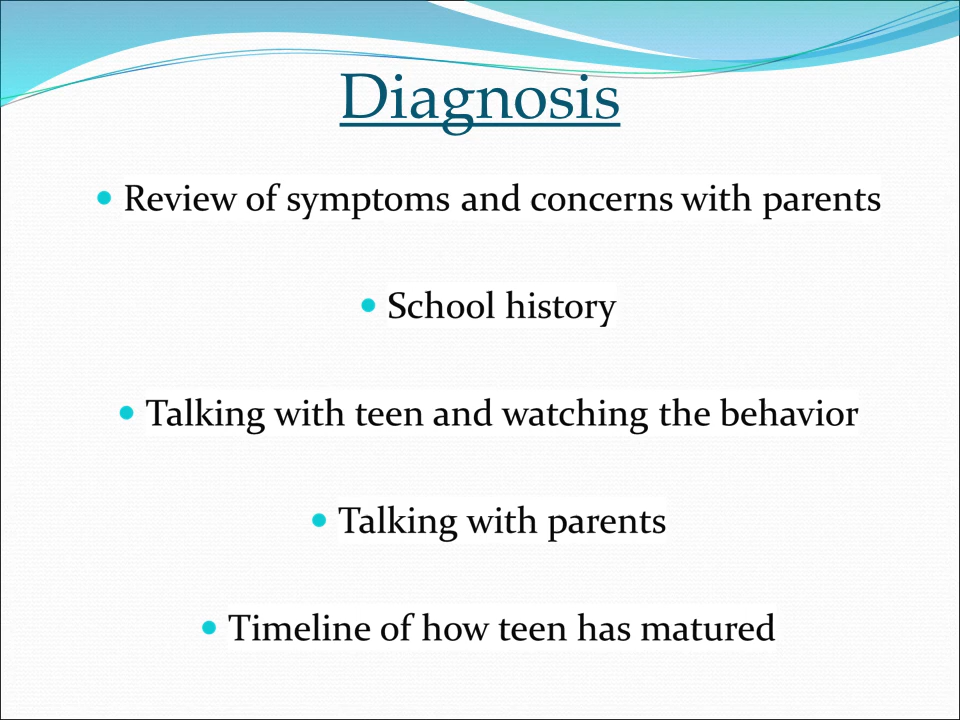 Diagnosis
Review of symptoms and concerns with parents
School history
Talking with teen and watching the behavior
Talking with parents
Timeline of how teen has matured